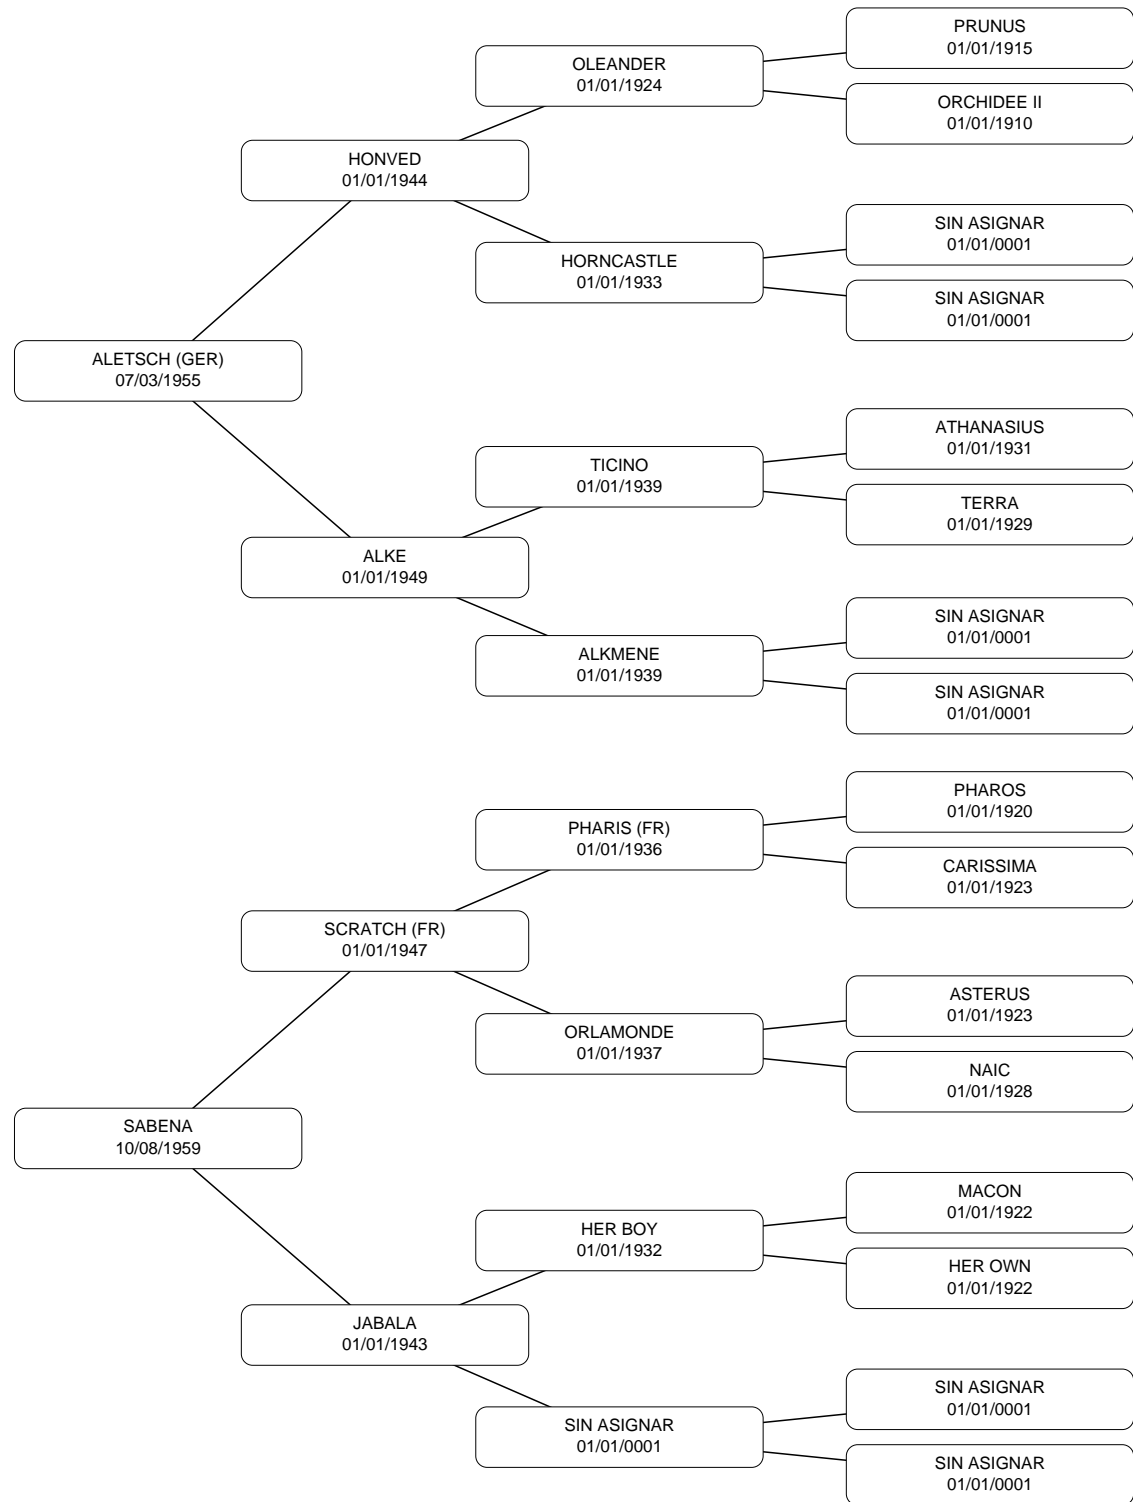 PRUNUS
01/01/1915
OLEANDER
01/01/1924
ORCHIDEE II
01/01/1910
HONVED
01/01/1944
SIN ASIGNAR
01/01/0001
HORNCASTLE
01/01/1933
SIN ASIGNAR
01/01/0001
ALETSCH (GER)
07/03/1955
ATHANASIUS
01/01/1931
TICINO
01/01/1939
TERRA
01/01/1929
ALKE
01/01/1949
SIN ASIGNAR
01/01/0001
ALKMENE
01/01/1939
SIN ASIGNAR
01/01/0001
PHAROS
01/01/1920
PHARIS (FR)
01/01/1936
CARISSIMA
01/01/1923
SCRATCH (FR)
01/01/1947
ASTERUS
01/01/1923
ORLAMONDE
01/01/1937
NAIC
01/01/1928
SABENA
10/08/1959
MACON
01/01/1922
HER BOY
01/01/1932
HER OWN
01/01/1922
JABALA
01/01/1943
SIN ASIGNAR
01/01/0001
SIN ASIGNAR
01/01/0001
SIN ASIGNAR
01/01/0001